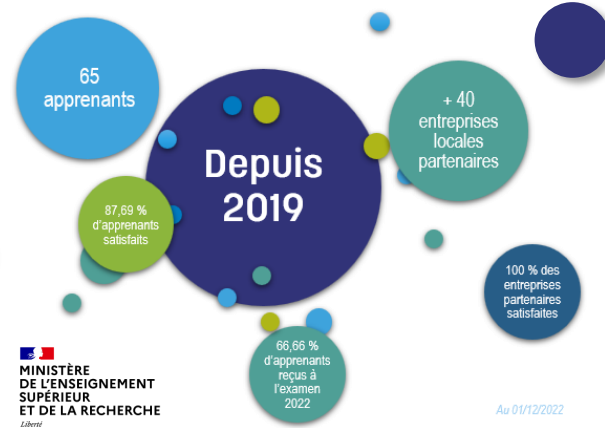 65
apprenants
+ 40
entreprises
locales
partenaires
Depuis
2019
87,69 %
d'apprenants
satisfaits
100 % des
entreprises
partenaires
satisfaites
66,66 %
d'apprenants
reçus à
l'examen
2022
MINISTÈRE
DE L'ENSEIGNEMENT
SUPÉRIEUR
ET DE LA RECHERCHE
Liberté
Au 01/12/2022